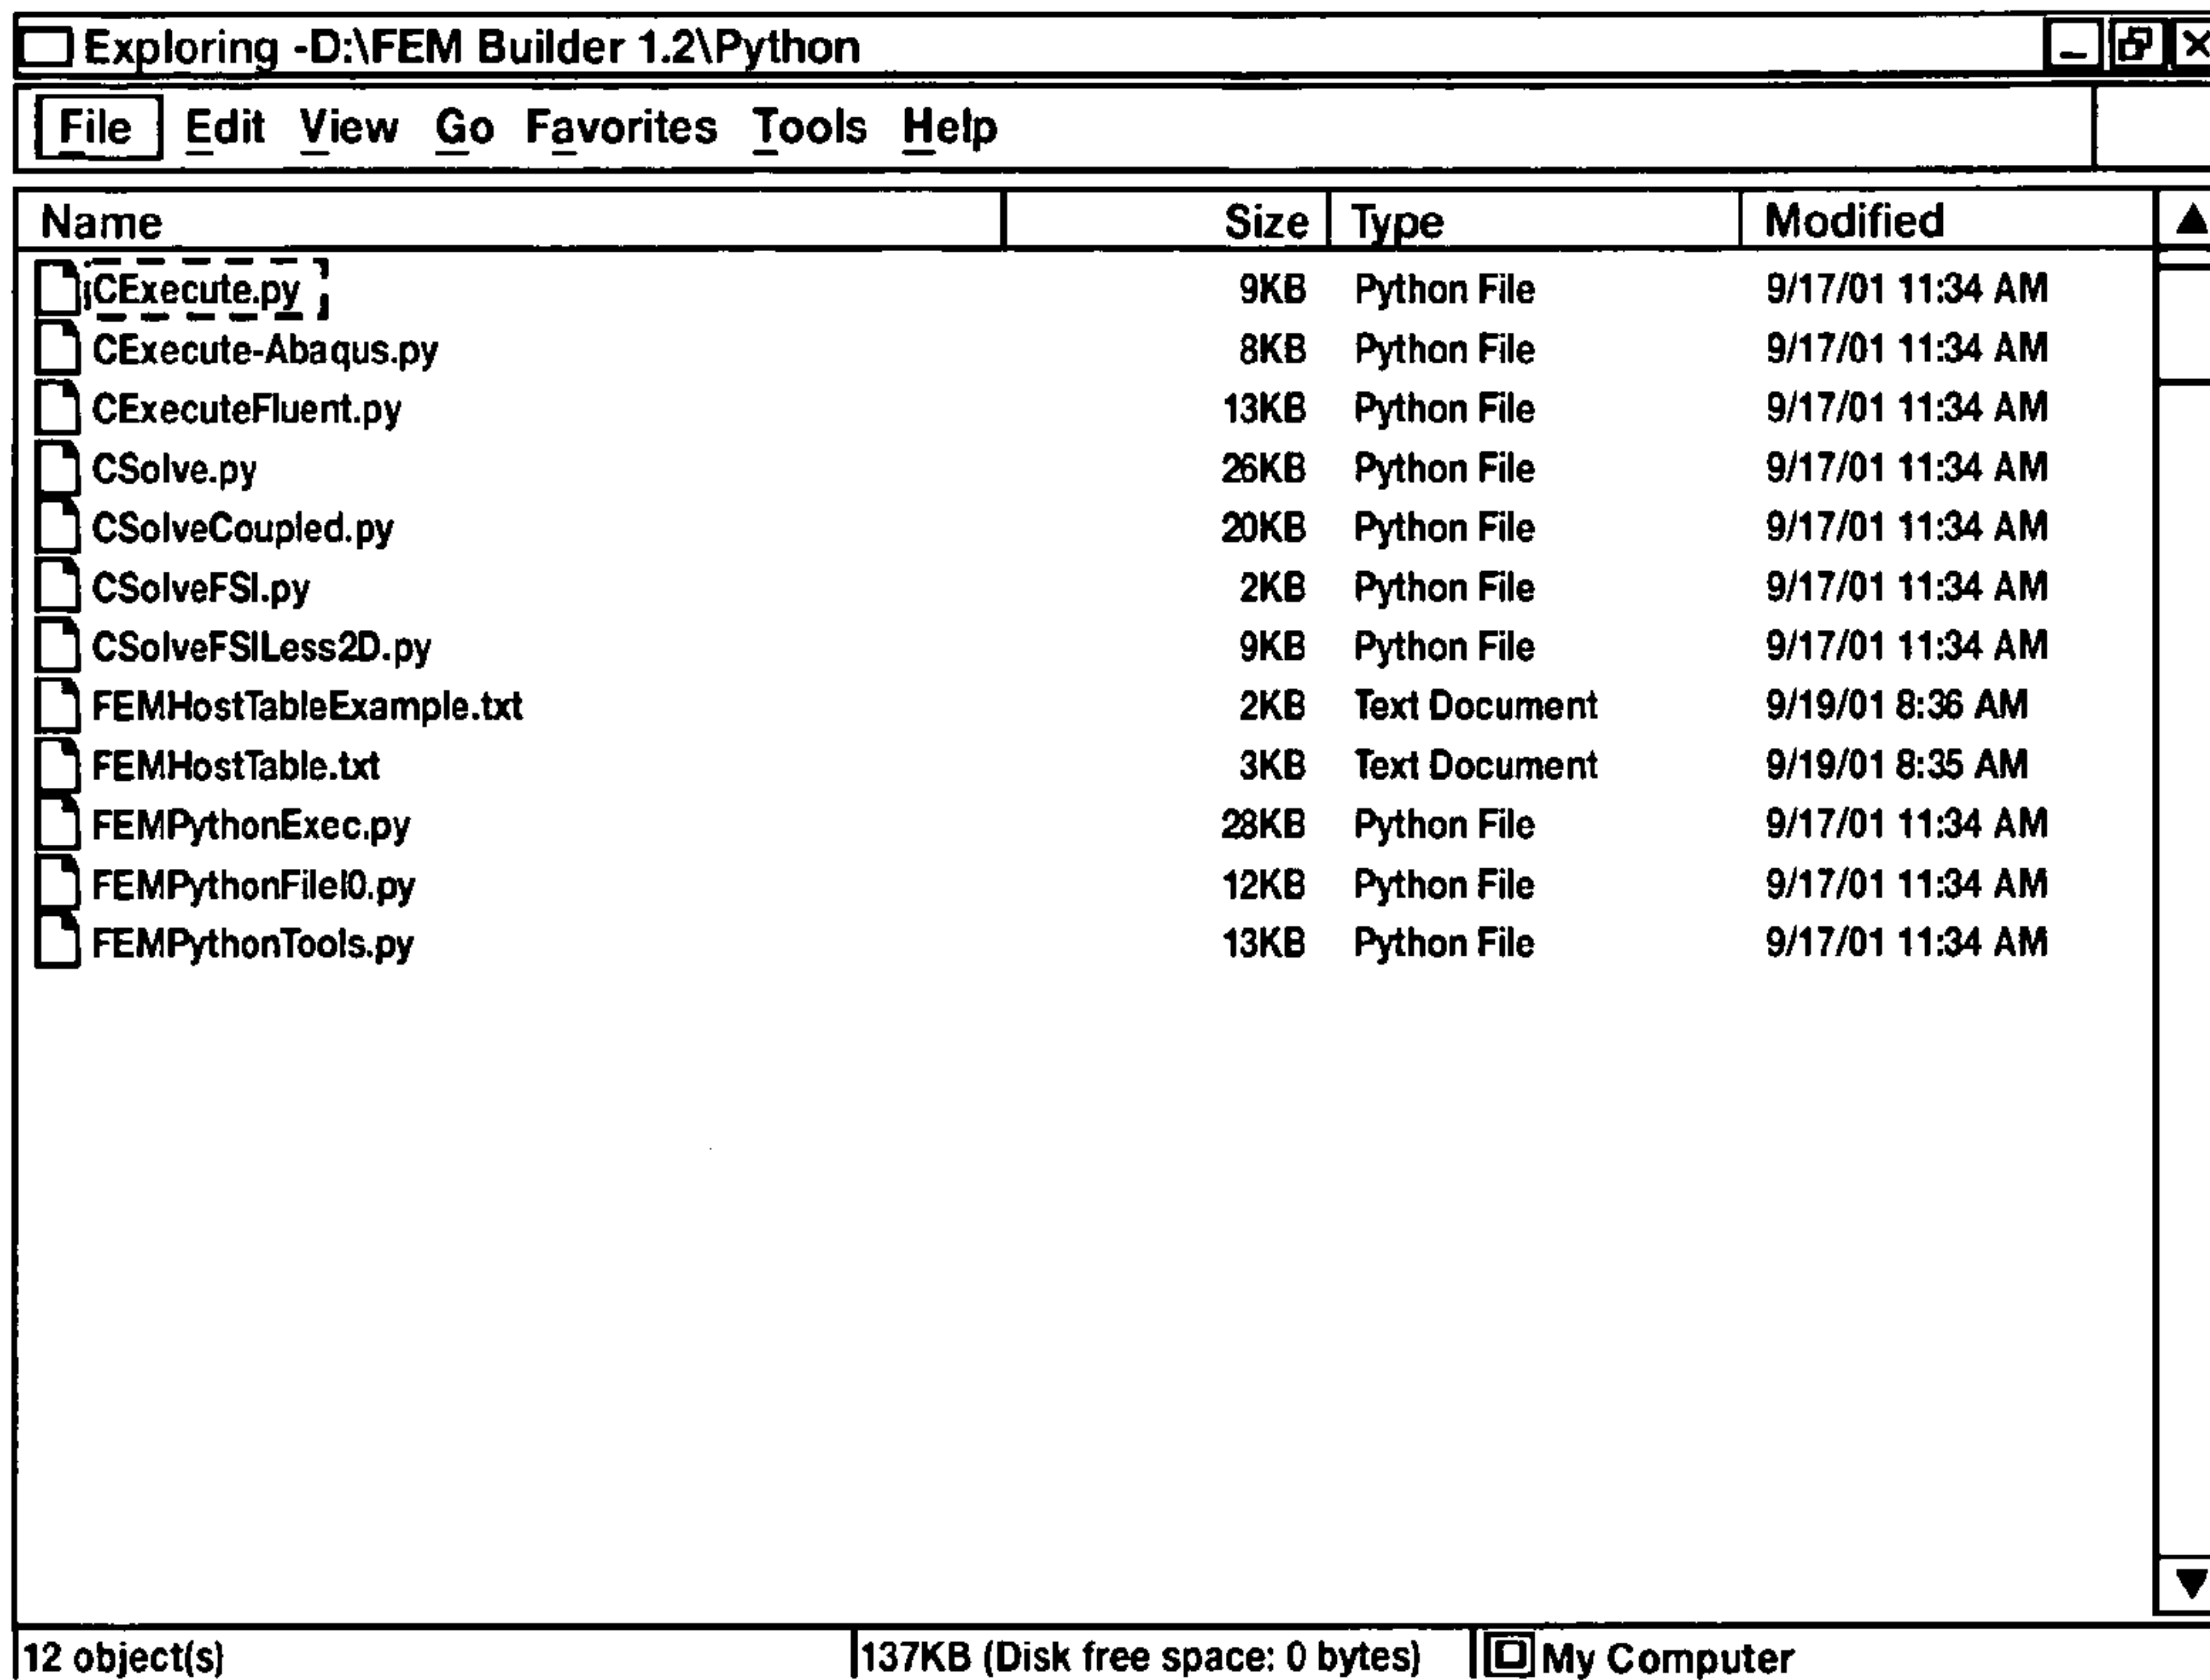 Exploring -D:\FEM Builder 1.2\Python
File Edit View Go Favorites Tools Help
Name Size Type Modified
CExecute.py 9KB Python File 9/17/01 11:34 AM
CExecute-Abaqus.py 8KB Python File 9/17/01 11:34 AM
CExecuteFluent.py 13KB Python File 9/17/01 11:34 AM
CSolve.py 26KB Python File 9/17/01 11:34 AM
CSolveCoupled.py 20KB Python File 9/17/01 11:34 AM
CSolveFSI.py 2KB Python File 9/17/01 11:34 AM
CSolveFSILess2D.py 9KB Python File 9/17/01 11:34 AM
FEMHostTableExample.txt 2KB Text Document 9/19/01 8:36 AM
FEMHostTable.txt 3KB Text Document 9/19/01 8:35 AM
FEMPythonExec.py 28KB Python File 9/17/01 11:34 AM
FEMPythonFileI0.py 12KB Python File 9/17/01 11:34 AM
FEMPythonTools.py 13KB Python File 9/17/01 11:34 AM
12 object(s) 137KB (Disk free space: 0 bytes) My Computer